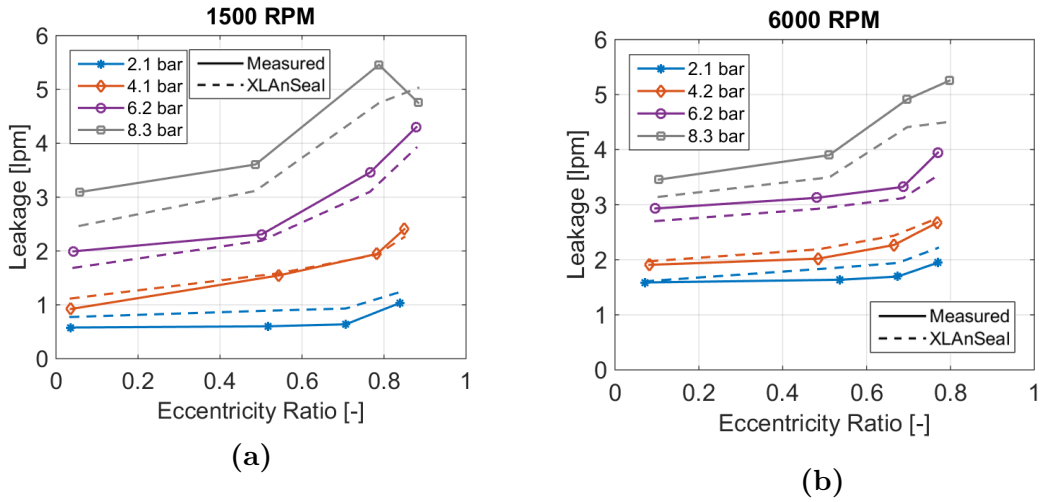 1500 RPM
6
5
4
3
2
1
0
Leakage [lpm]
2.1 bar
4.1 bar
6.2 bar
8.3 bar
Measured
XLAnSeal
0 0.2 0.4 0.6 0.8 1
Eccentricity Ratio [-]
(a)
6000 RPM
6
5
4
3
2
1
0
Leakage [lpm]
2.1 bar
4.2 bar
6.2 bar
8.3 bar
Measured
XLAnSeal
0 0.2 0.4 0.6 0.8 1
Eccentricity Ratio [-]
(b)